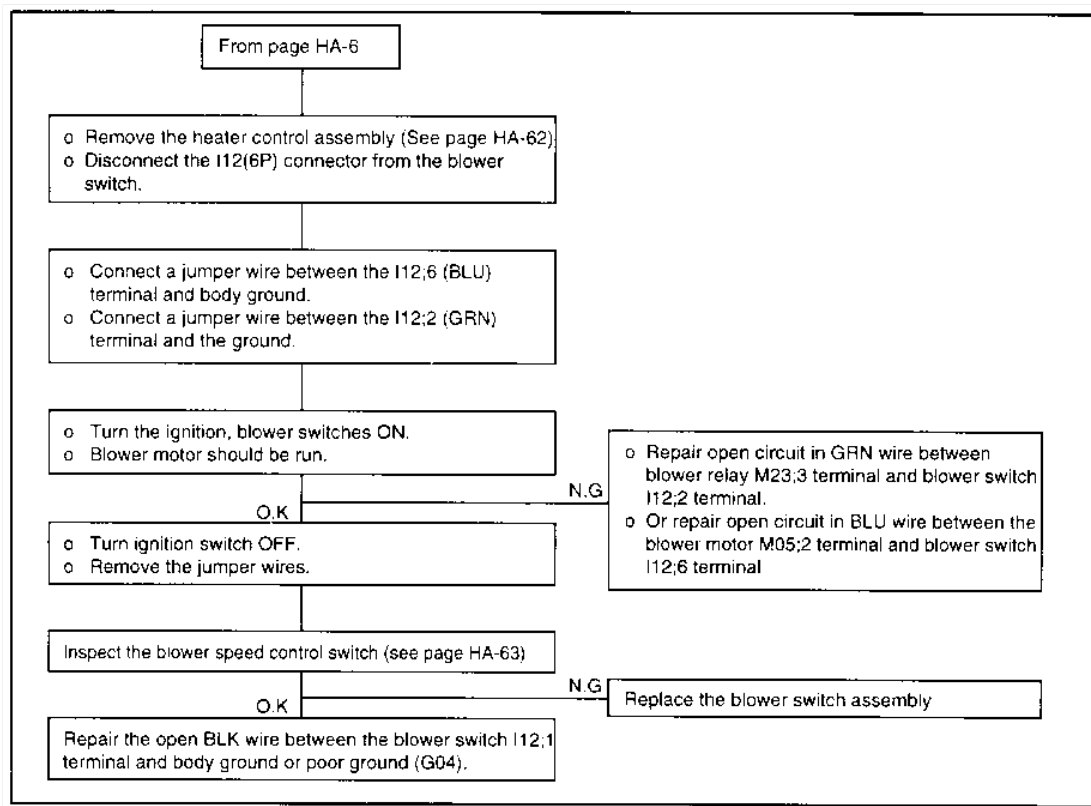 From page HA-6
o Remove the heater control assembly (See page HA-62)
o Disconnect the I12(6P) connector from the blower
switch.
o Connect a jumper wire between the I12;6 (BLU)
terminal and body ground.
o Connect a jumper wire between the I12;2 (GRN)
terminal and the ground.
o Turn the ignition, blower switches ON.
o Blower motor should be run.
N.G
o Repair open circuit in GRN wire between
blower relay M23;3 terminal and blower switch
I12;2 terminal.
o Or repair open circuit in BLU wire between the
blower motor M05;2 terminal and blower switch
I12;6 terminal
O.K
o Turn ignition switch OFF.
o Remove the jumper wires.
Inspect the blower speed control switch (see page HA-63)
N.G
Replace the blower switch assembly
O.K
Repair the open BLK wire between the blower switch I12;1
terminal and body ground or poor ground (G04).